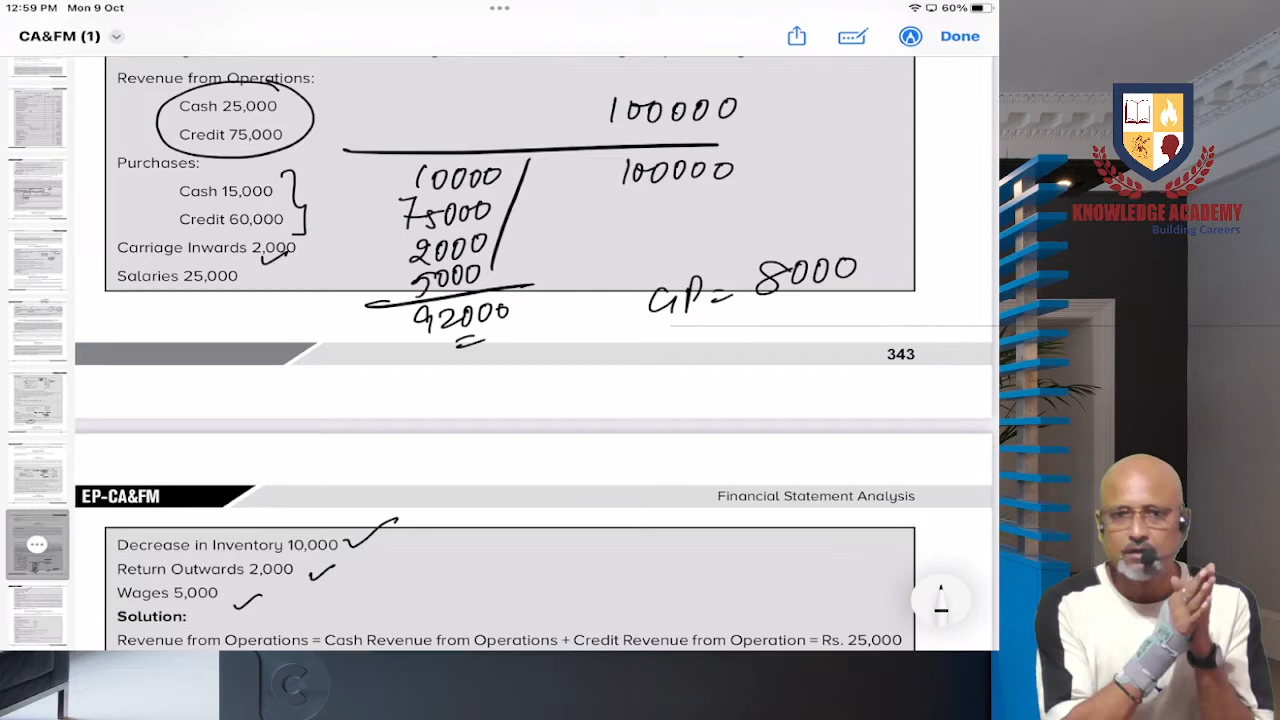 12:59 PM Mon 9 Oct
60%
CA&FM (1)
Done
Revenue from Operations:
Cash 25,000
Credit 75,000
Purchases:
Cash 15,000
Credit 60,000
Carriage Inwards 2,000
Salaries 25,000
100000
10000
100000
75000
2000
5000
92000
GP = 8000
343
EP-CA&FM
Financial Statement Analysis
Decrease in Inventory 10,000
Return Outwards 2,000
Wages 5,000
Solution:
Revenue from Operations = Cash Revenue from Operations + Credit Revenue from Operation = Rs. 25,000
KNOWLEDGE ACADEMY
Building Careers